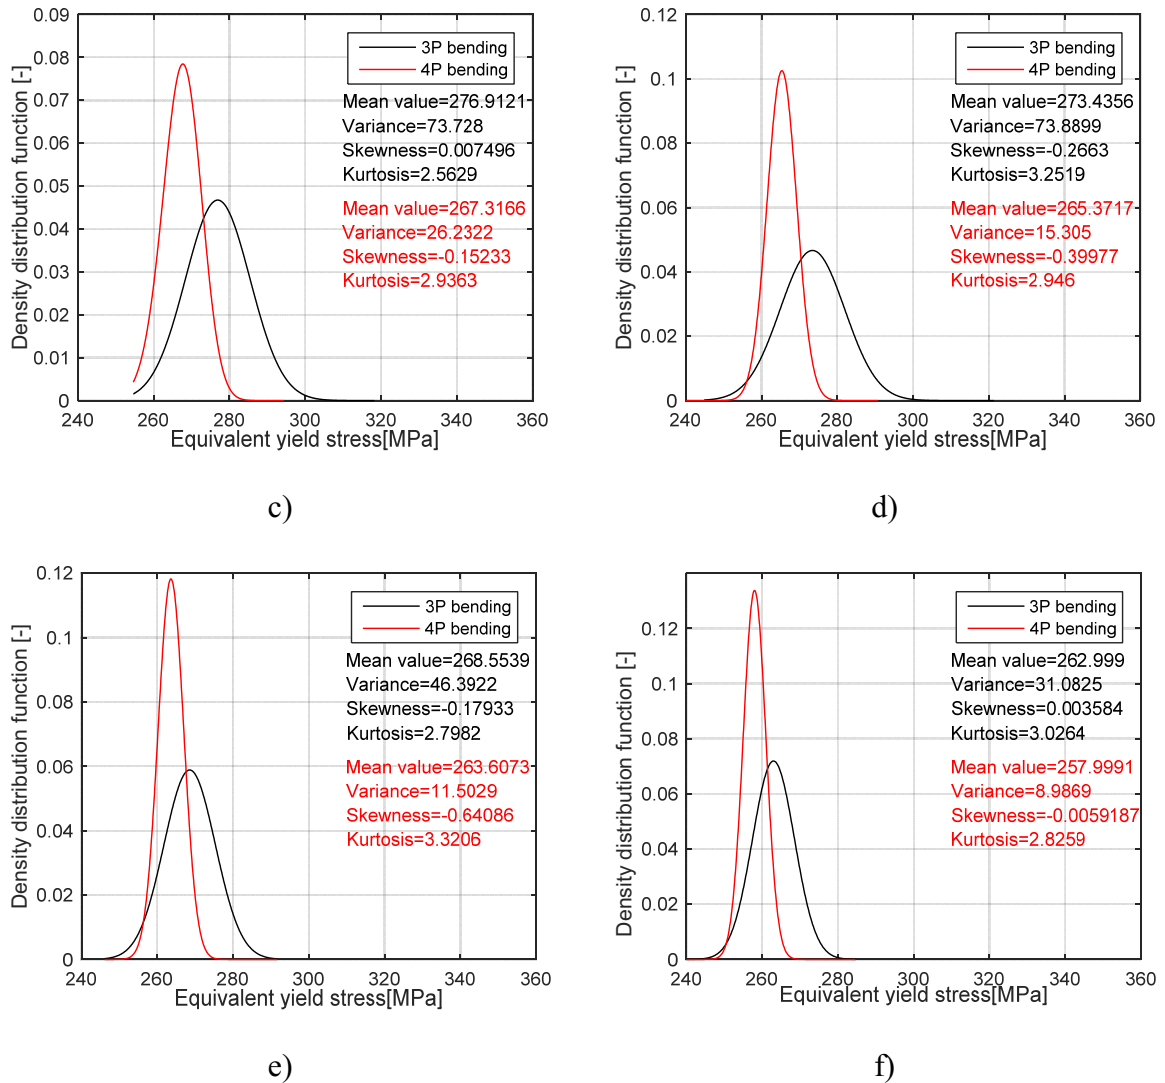 0.09
0.08
0.07
0.06
0.05
0.04
0.03
0.02
0.01
0
240 260 280 300 320 340 360
Density distribution function [-]
Equivalent yield stress[MPa]
3P bending
4P bending
Mean value=276.9121
Variance=73.728
Skewness=0.007496
Kurtosis=2.5629
Mean value=267.3166
Variance=26.2322
Skewness=-0.15233
Kurtosis=2.9363
c)
0.12
0.1
0.08
0.06
0.04
0.02
0
240 260 280 300 320 340 360
Density distribution function [-]
Equivalent yield stress[MPa]
3P bending
4P bending
Mean value=273.4356
Variance=73.8899
Skewness=-0.2663
Kurtosis=3.2519
Mean value=265.3717
Variance=15.305
Skewness=-0.39977
Kurtosis=2.946
d)
0.12
0.1
0.08
0.06
0.04
0.02
0
240 260 280 300 320 340 360
Density distribution function [-]
Equivalent yield stress[MPa]
3P bending
4P bending
Mean value=268.5539
Variance=46.3922
Skewness=-0.17933
Kurtosis=2.7982
Mean value=263.6073
Variance=11.5029
Skewness=-0.64086
Kurtosis=3.3206
e)
0.12
0.1
0.08
0.06
0.04
0.02
0
240 260 280 300 320 340 360
Density distribution function [-]
Equivalent yield stress[MPa]
3P bending
4P bending
Mean value=262.999
Variance=31.0825
Skewness=0.003584
Kurtosis=3.0264
Mean value=257.9991
Variance=8.9869
Skewness=-0.0059187
Kurtosis=2.8259
f)